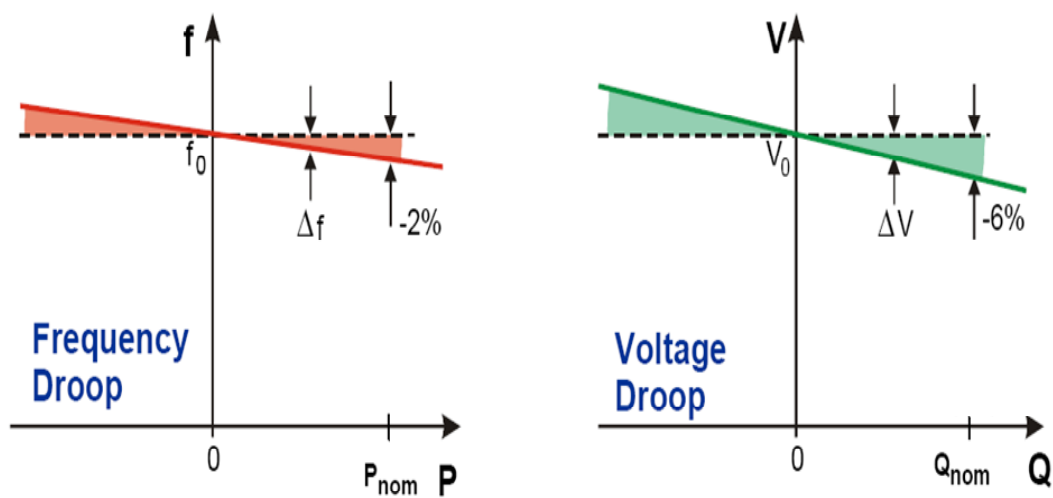 f
f₀
Δf
-2%
Frequency
Droop
0
Pnom
P
V
V₀
ΔV
-6%
Voltage
Droop
0
Qnom
Q